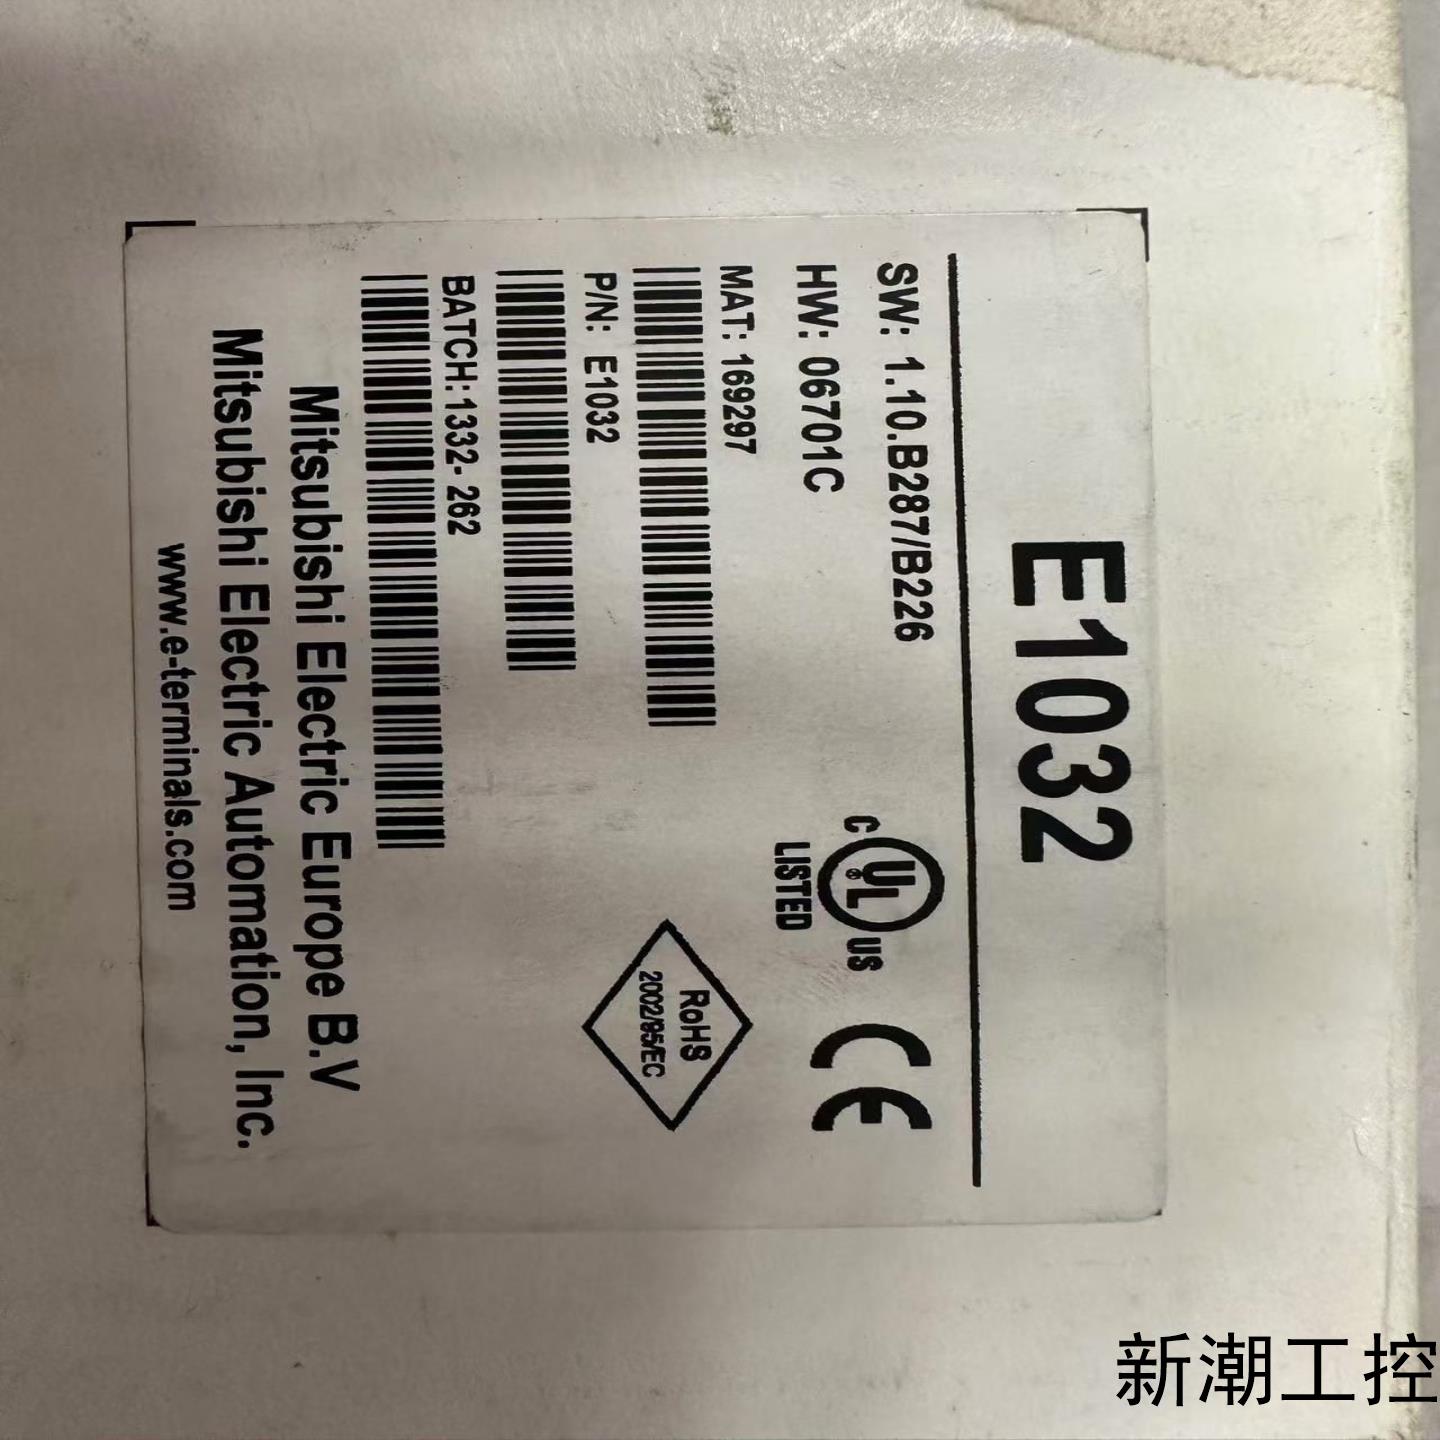 E1032
SW: 1.10.B287/B226
HW: 06701C
MAT: 169297
P/N: E1032
BATCH:1332- 262
C UL® US
LISTED
CE
RoHS
2002/95/EC
Mitsubishi Electric Europe B.V
Mitsubishi Electric Automation, Inc.
www.e-terminals.com
新潮工控